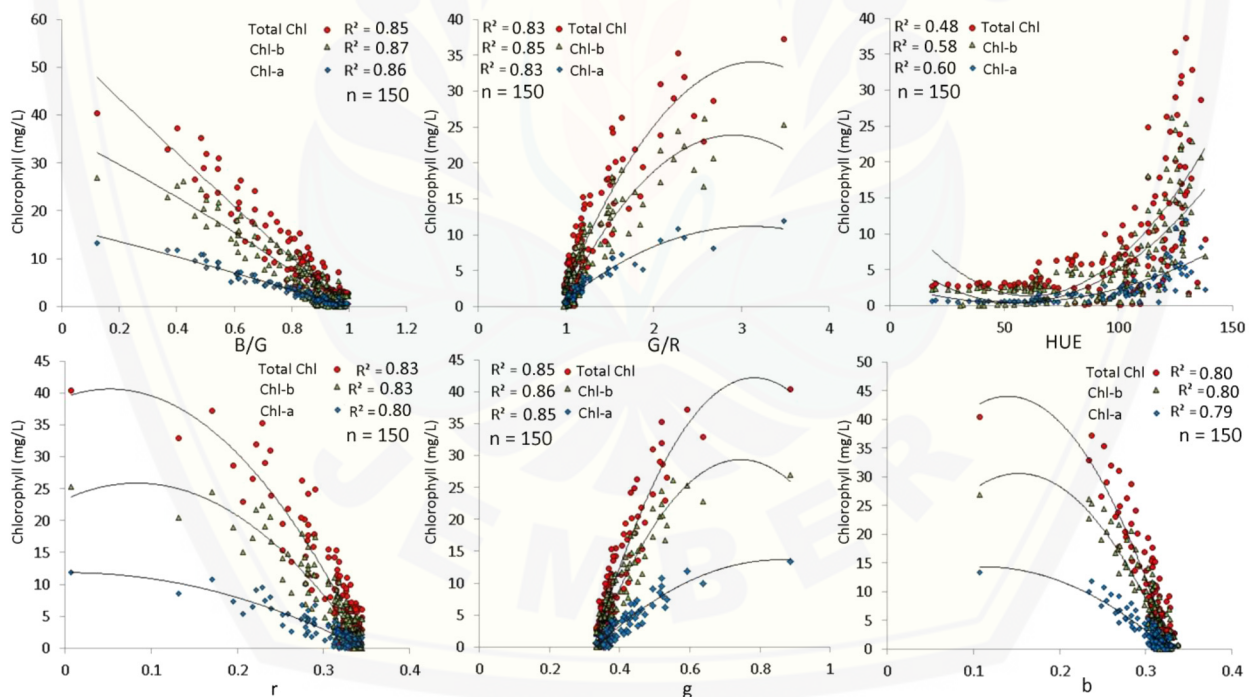 60
50
40
30
20
10
0
Chlorophyll (mg/L)
Total Chl R² = 0.85
Chl-b R² = 0.87
Chl-a R² = 0.86
n = 150
0 0.2 0.4 0.6 0.8 1 1.2
B/G
40
35
30
25
20
15
10
5
0
Chlorophyll (mg/L)
R² = 0.83 Total Chl
R² = 0.85 Chl-b
R² = 0.83 Chl-a
n = 150
0 1 2 3 4
G/R
40
35
30
25
20
15
10
5
0
Chlorophyll (mg/L)
R² = 0.48 Total Chl
R² = 0.58 Chl-b
R² = 0.60 Chl-a
n = 150
0 50 100 150
HUE
45
40
35
30
25
20
15
10
5
0
Chlorophyll (mg/L)
Total Chl R² = 0.83
Chl-b R² = 0.83
Chl-a R² = 0.80
n = 150
0 0.1 0.2 0.3 0.4
r
45
40
35
30
25
20
15
10
5
0
Chlorophyll (mg/L)
R² = 0.85 Total Chl
R² = 0.86 Chl-b
R² = 0.85 Chl-a
n = 150
0 0.2 0.4 0.6 0.8 1
g
50
45
40
35
30
25
20
15
10
5
0
Chlorophyll (mg/L)
Total Chl R² = 0.80
Chl-b R² = 0.80
Chl-a R² = 0.79
n = 150
0 0.1 0.2 0.3 0.4
b
JEMBER